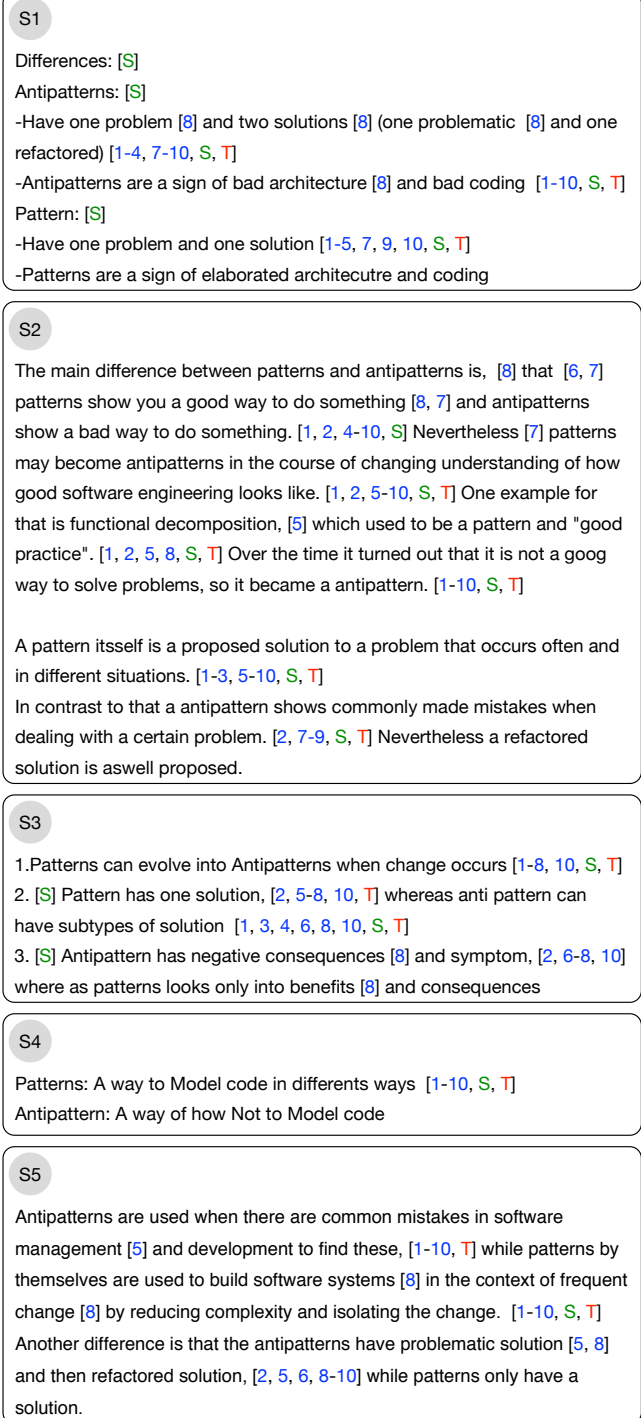 S1
Differences: [S]
Antipatterns: [S]
-Have one problem [8] and two solutions [8] (one problematic [8] and one
refactored) [1-4, 7-10, S, T]
-Antipatterns are a sign of bad architecture [8] and bad coding [1-10, S, T]
Pattern: [S]
-Have one problem and one solution [1-5, 7, 9, 10, S, T]
-Patterns are a sign of elaborated architecutre and coding
S2
The main difference between patterns and antipatterns is, [8] that [6, 7]
patterns show you a good way to do something [8, 7] and antipatterns
show a bad way to do something. [1, 2, 4-10, S] Nevertheless [7] patterns
may become antipatterns in the course of changing understanding of how
good software engineering looks like. [1, 2, 5-10, S, T] One example for
that is functional decomposition, [5] which used to be a pattern and "good
practice". [1, 2, 5, 8, S, T] Over the time it turned out that it is not a goog
way to solve problems, so it became a antipattern. [1-10, S, T]
A pattern itsself is a proposed solution to a problem that occurs often and
in different situations. [1-3, 5-10, S, T]
In contrast to that a antipattern shows commonly made mistakes when
dealing with a certain problem. [2, 7-9, S, T] Nevertheless a refactored
solution is aswell proposed.
S3
1.Patterns can evolve into Antipatterns when change occurs [1-8, 10, S, T]
2. [S] Pattern has one solution, [2, 5-8, 10, T] whereas anti pattern can
have subtypes of solution [1, 3, 4, 6, 8, 10, S, T]
3. [S] Antipattern has negative consequences [8] and symptom, [2, 6-8, 10]
where as patterns looks only into benefits [8] and consequences
S4
Patterns: A way to Model code in differents ways [1-10, S, T]
Antipattern: A way of how Not to Model code
S5
Antipatterns are used when there are common mistakes in software
management [5] and development to find these, [1-10, T] while patterns by
themselves are used to build software systems [8] in the context of frequent
change [8] by reducing complexity and isolating the change. [1-10, S, T]
Another difference is that the antipatterns have problematic solution [5, 8]
and then refactored solution, [2, 5, 6, 8-10] while patterns only have a
solution.